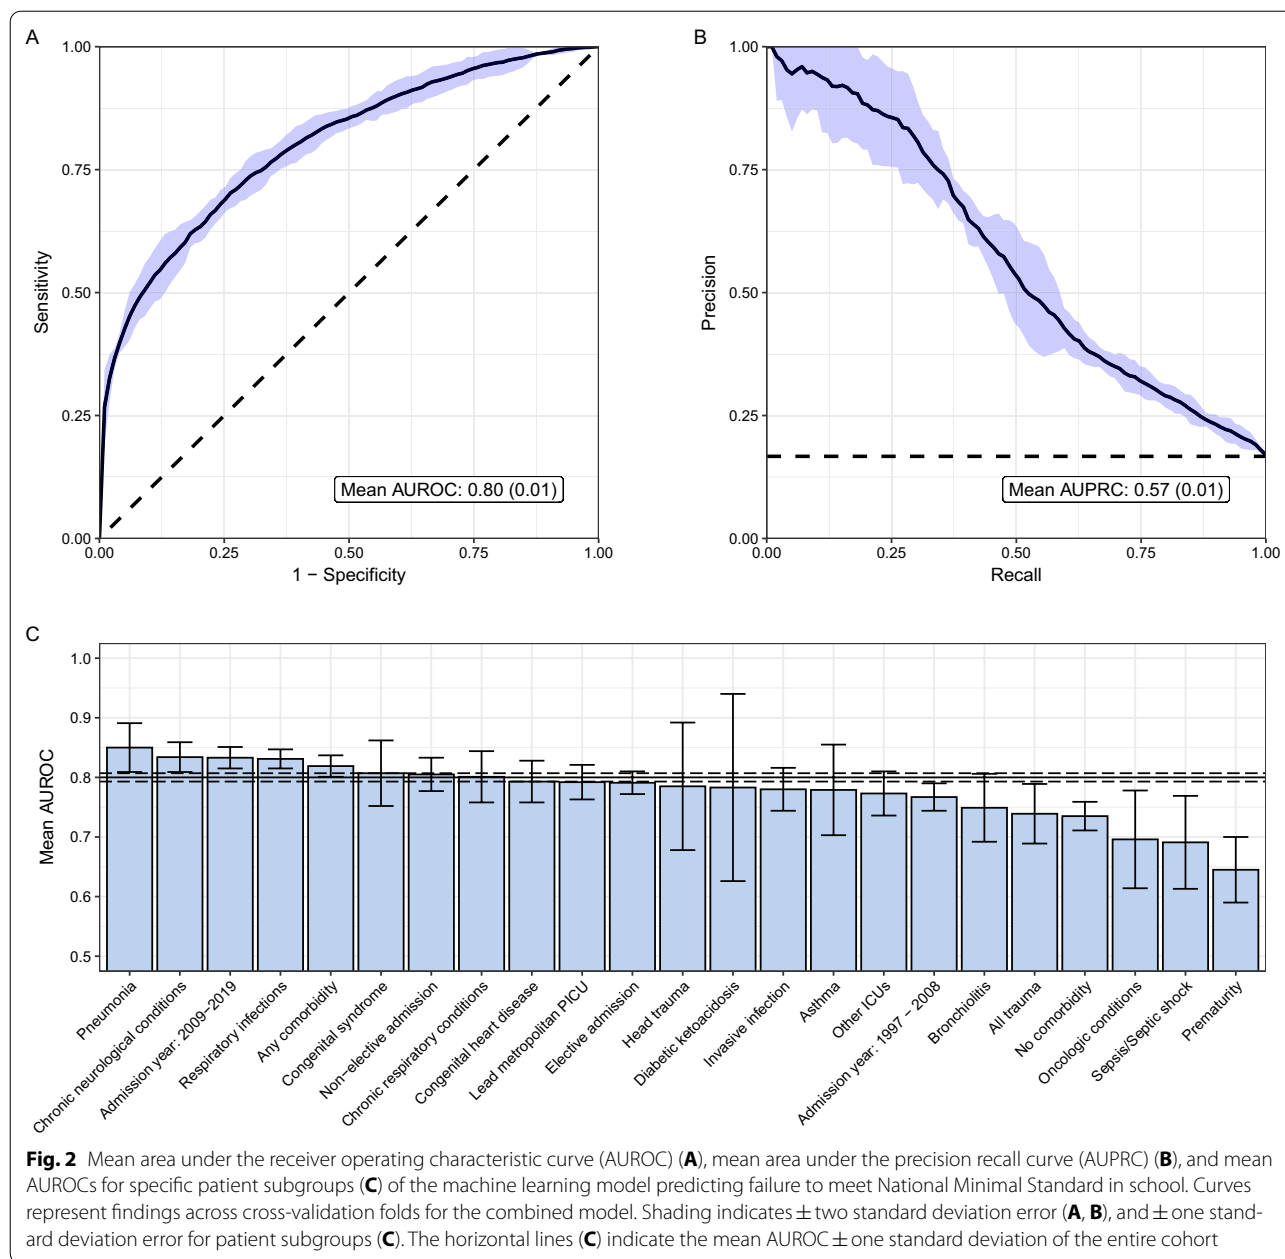 A
1.00
0.75
0.50
0.25
0.00
Sensitivity
Mean AUROC: 0.80 (0.01)
0.00 0.25 0.50 0.75 1.00
1 − Specificity
B
1.00
0.75
0.50
0.25
0.00
Precision
Mean AUPRC: 0.57 (0.01)
0.00 0.25 0.50 0.75 1.00
Recall
C
1.0
0.9
0.8
0.7
0.6
0.5
Mean AUROC
Pneumonia
Chronic neurological conditions
Admission year: 2009−2019
Respiratory infections
Any comorbidity
Congenital syndrome
Non−elective admission
Chronic respiratory conditions
Congenital heart disease
Lead metropolitan PICU
Elective admission
Head trauma
Diabetic ketoacidosis
Invasive infection
Asthma
Other ICUs
Admission year: 1997 − 2008
Bronchiolitis
All trauma
No comorbidity
Oncologic conditions
Sepsis/Septic shock
Prematurity
Fig. 2 Mean area under the receiver operating characteristic curve (AUROC) (A), mean area under the precision recall curve (AUPRC) (B), and mean
AUROCs for specific patient subgroups (C) of the machine learning model predicting failure to meet National Minimal Standard in school. Curves
represent findings across cross-validation folds for the combined model. Shading indicates ± two standard deviation error (A, B), and ± one stand-
ard deviation error for patient subgroups (C). The horizontal lines (C) indicate the mean AUROC ± one standard deviation of the entire cohort